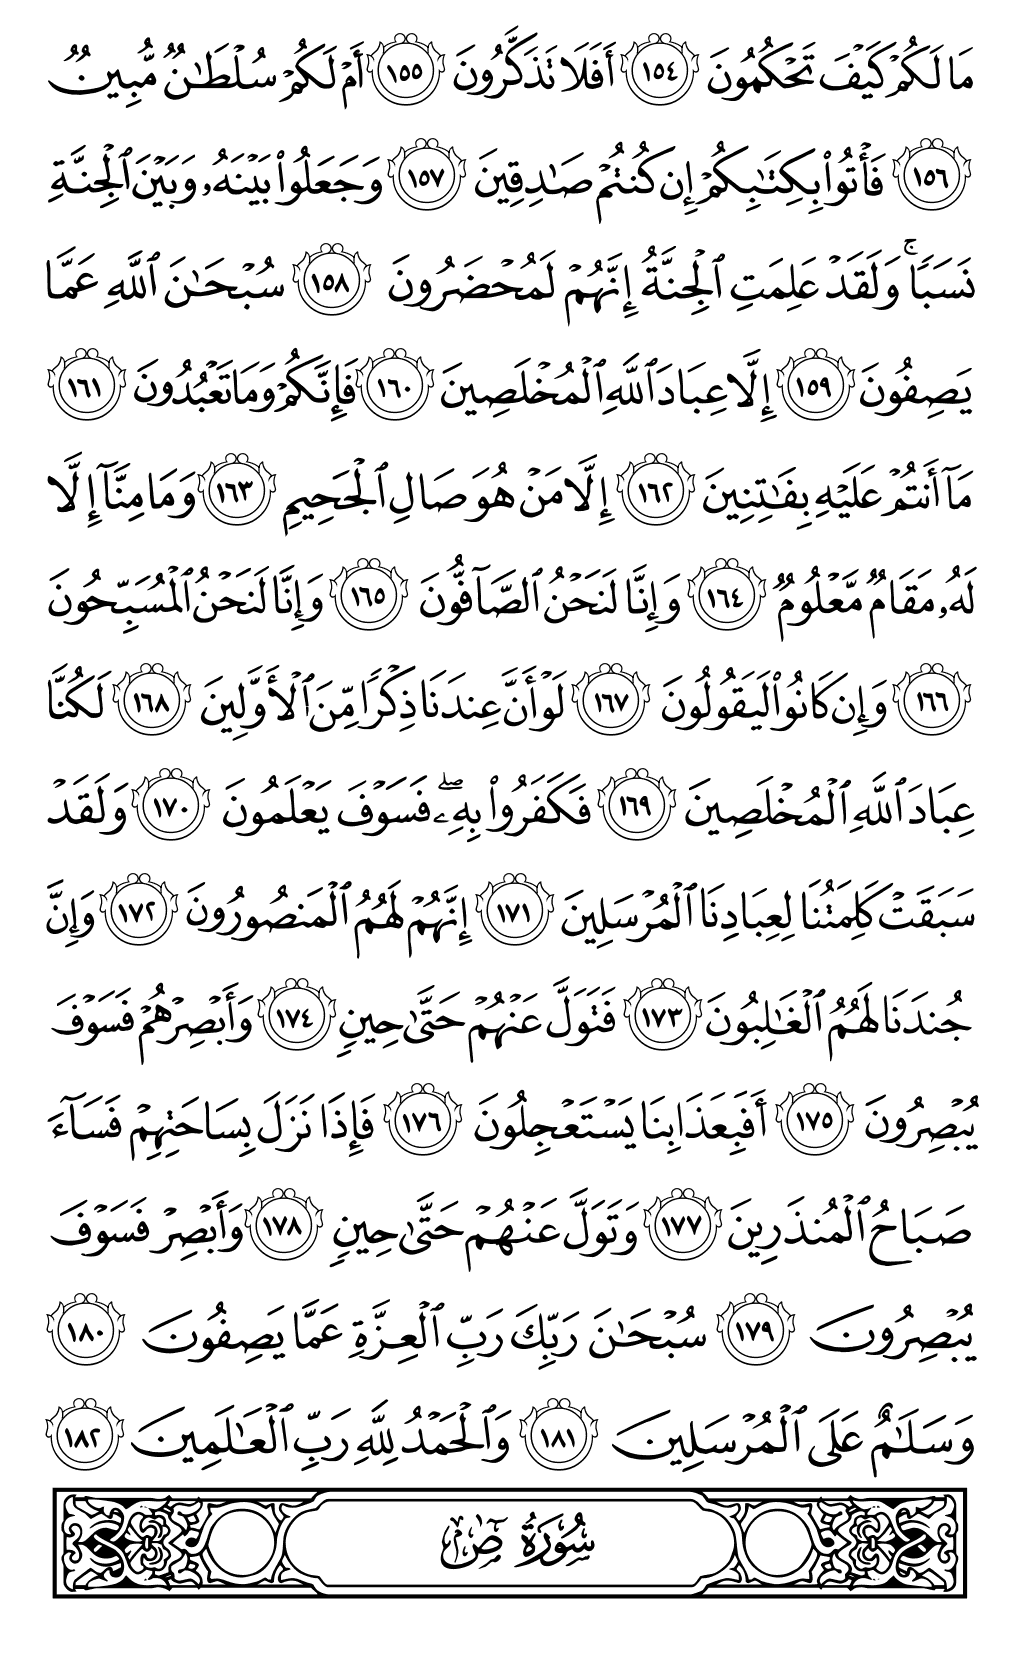 مَا لَكُمۡ كَيۡفَ تَحۡكُمُونَ ١٥٤ أَفَلَا تَذَكَّرُونَ ١٥٥ أَمۡ لَكُمۡ سُلۡطَٰنٞ مُّبِينٞ
١٥٦ فَأۡتُواْ بِكِتَٰبِكُمۡ إِن كُنتُمۡ صَٰدِقِينَ ١٥٧ وَجَعَلُواْ بَيۡنَهُۥ وَبَيۡنَ ٱلۡجِنَّةِ
نَسَبٗاۚ وَلَقَدۡ عَلِمَتِ ٱلۡجِنَّةُ إِنَّهُمۡ لَمُحۡضَرُونَ ١٥٨ سُبۡحَٰنَ ٱللَّهِ عَمَّا
يَصِفُونَ ١٥٩ إِلَّا عِبَادَ ٱللَّهِ ٱلۡمُخۡلَصِينَ ١٦٠ فَإِنَّكُمۡ وَمَا تَعۡبُدُونَ ١٦١
مَآ أَنتُمۡ عَلَيۡهِ بِفَٰتِنِينَ ١٦٢ إِلَّا مَنۡ هُوَ صَالِ ٱلۡجَحِيمِ ١٦٣ وَمَا مِنَّآ إِلَّا
لَهُۥ مَقَامٞ مَّعۡلُومٞ ١٦٤ وَإِنَّا لَنَحۡنُ ٱلصَّآفُّونَ ١٦٥ وَإِنَّا لَنَحۡنُ ٱلۡمُسَبِّحُونَ
١٦٦ وَإِن كَانُواْ لَيَقُولُونَ ١٦٧ لَوۡ أَنَّ عِندَنَا ذِكۡرٗا مِّنَ ٱلۡأَوَّلِينَ ١٦٨ لَكُنَّا
عِبَادَ ٱللَّهِ ٱلۡمُخۡلَصِينَ ١٦٩ فَكَفَرُواْ بِهِۦۖ فَسَوۡفَ يَعۡلَمُونَ ١٧٠ وَلَقَدۡ
سَبَقَتۡ كَلِمَتُنَا لِعِبَادِنَا ٱلۡمُرۡسَلِينَ ١٧١ إِنَّهُمۡ لَهُمُ ٱلۡمَنصُورُونَ ١٧٢ وَإِنَّ
جُندَنَا لَهُمُ ٱلۡغَٰلِبُونَ ١٧٣ فَتَوَلَّ عَنۡهُمۡ حَتَّىٰ حِينٖ ١٧٤ وَأَبۡصِرۡهُمۡ فَسَوۡفَ
يُبۡصِرُونَ ١٧٥ أَفَبِعَذَابِنَا يَسۡتَعۡجِلُونَ ١٧٦ فَإِذَا نَزَلَ بِسَاحَتِهِمۡ فَسَآءَ
صَبَاحُ ٱلۡمُنذَرِينَ ١٧٧ وَتَوَلَّ عَنۡهُمۡ حَتَّىٰ حِينٖ ١٧٨ وَأَبۡصِرۡ فَسَوۡفَ
يُبۡصِرُونَ ١٧٩ سُبۡحَٰنَ رَبِّكَ رَبِّ ٱلۡعِزَّةِ عَمَّا يَصِفُونَ ١٨٠
وَسَلَٰمٌ عَلَى ٱلۡمُرۡسَلِينَ ١٨١ وَٱلۡحَمۡدُ لِلَّهِ رَبِّ ٱلۡعَٰلَمِينَ ١٨٢
سُورَةُ صٓ